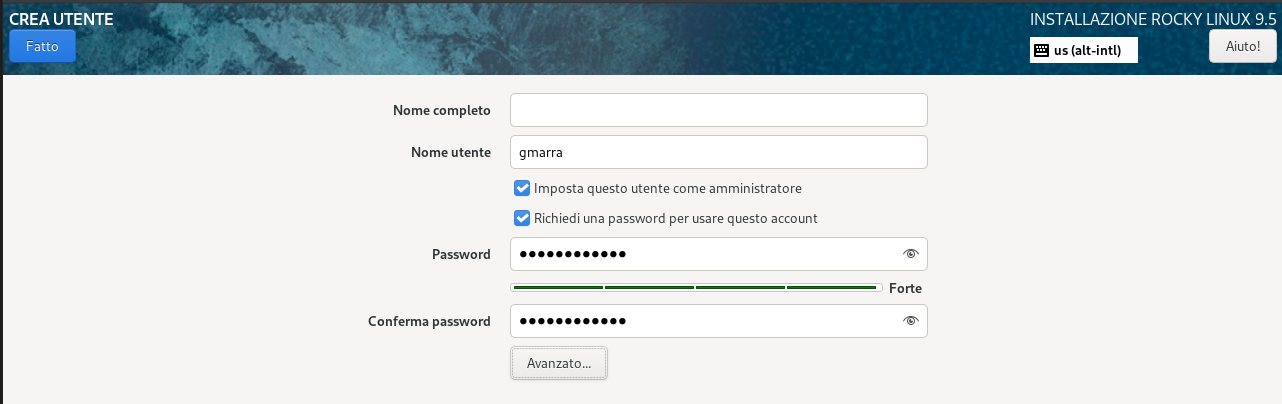 CREA UTENTE
INSTALLAZIONE ROCKY LINUX 9.5
Fatto
us (alt-intl)
Aiuto!
Nome completo
Nome utente
gmarra
Imposta questo utente come amministratore
Richiedi una password per usare questo account
Password
●●●●●●●●●●●●
Forte
Conferma password
●●●●●●●●●●●●
Avanzato...